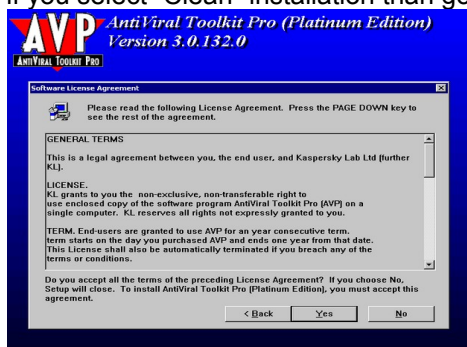 if you select "Clean" installation than go
AVP
ANTIVIRAL TOOLKIT PRO
AntiViral Toolkit Pro (Platinum Edition)
Version 3.0.132.0
Software License Agreement
Please read the following License Agreement. Press the PAGE DOWN key to
see the rest of the agreement.
GENERAL TERMS
This is a legal agreement between you, the end user, and Kaspersky Lab Ltd (further
KL).
LICENSE.
KL grants to you the non-exclusive, non-transferable right to
use enclosed copy of the software program AntiViral Toolkit Pro (AVP) on a
single computer. KL reserves all rights not expressly granted to you.
TERM. End-users are granted to use AVP for an year consecutive term.
term starts on the day you purchased AVP and ends one year from that date.
This License shall also be automatically terminated if you breach any of the
terms or conditions.
Do you accept all the terms of the preceding License Agreement? If you choose No,
Setup will close. To install AntiViral Toolkit Pro (Platinum Edition), you must accept this
agreement.
< Back Yes No